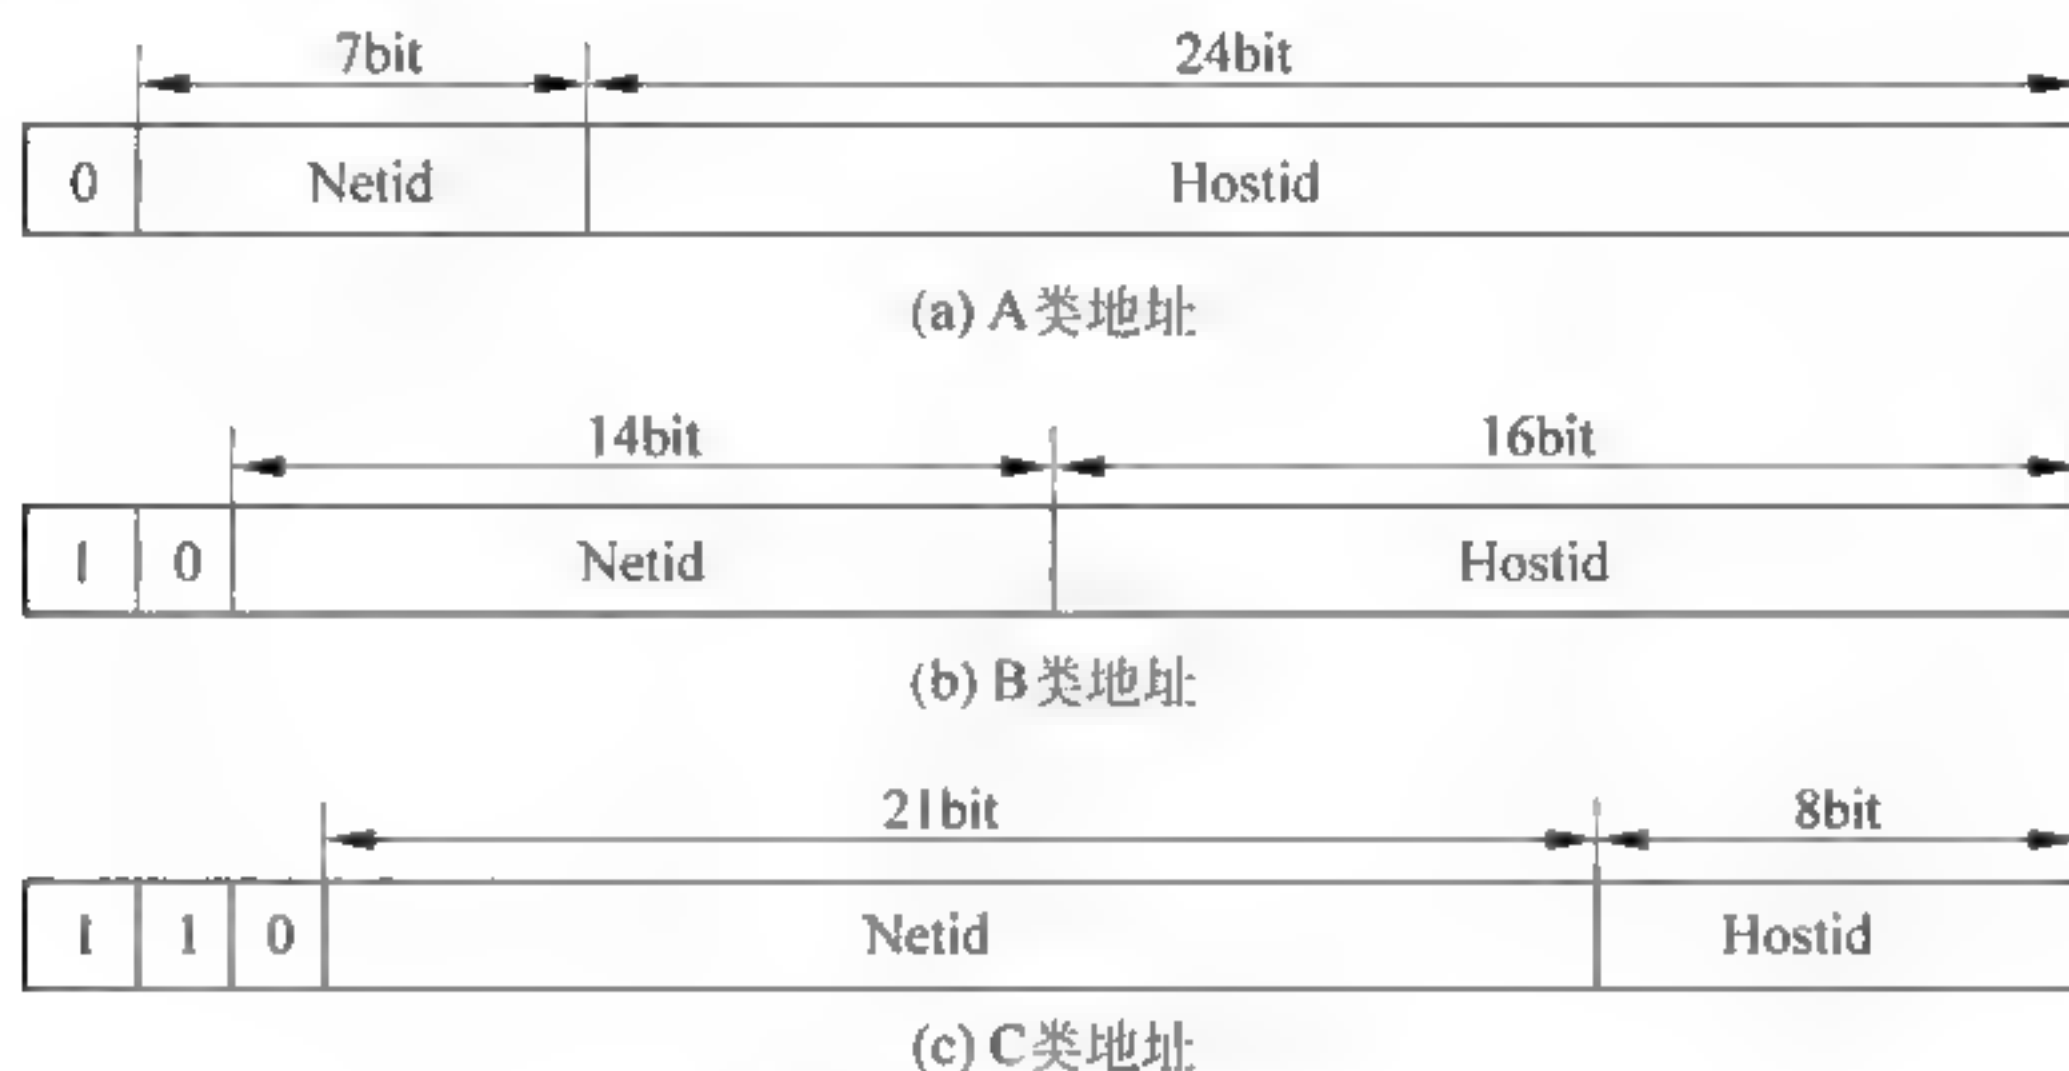 7bit 24bit
0 Netid Hostid
(a) A类地址
14bit 16bit
1 0 Netid Hostid
(b) B类地址
21bit 8bit
1 1 0 Netid Hostid
(c) C类地址